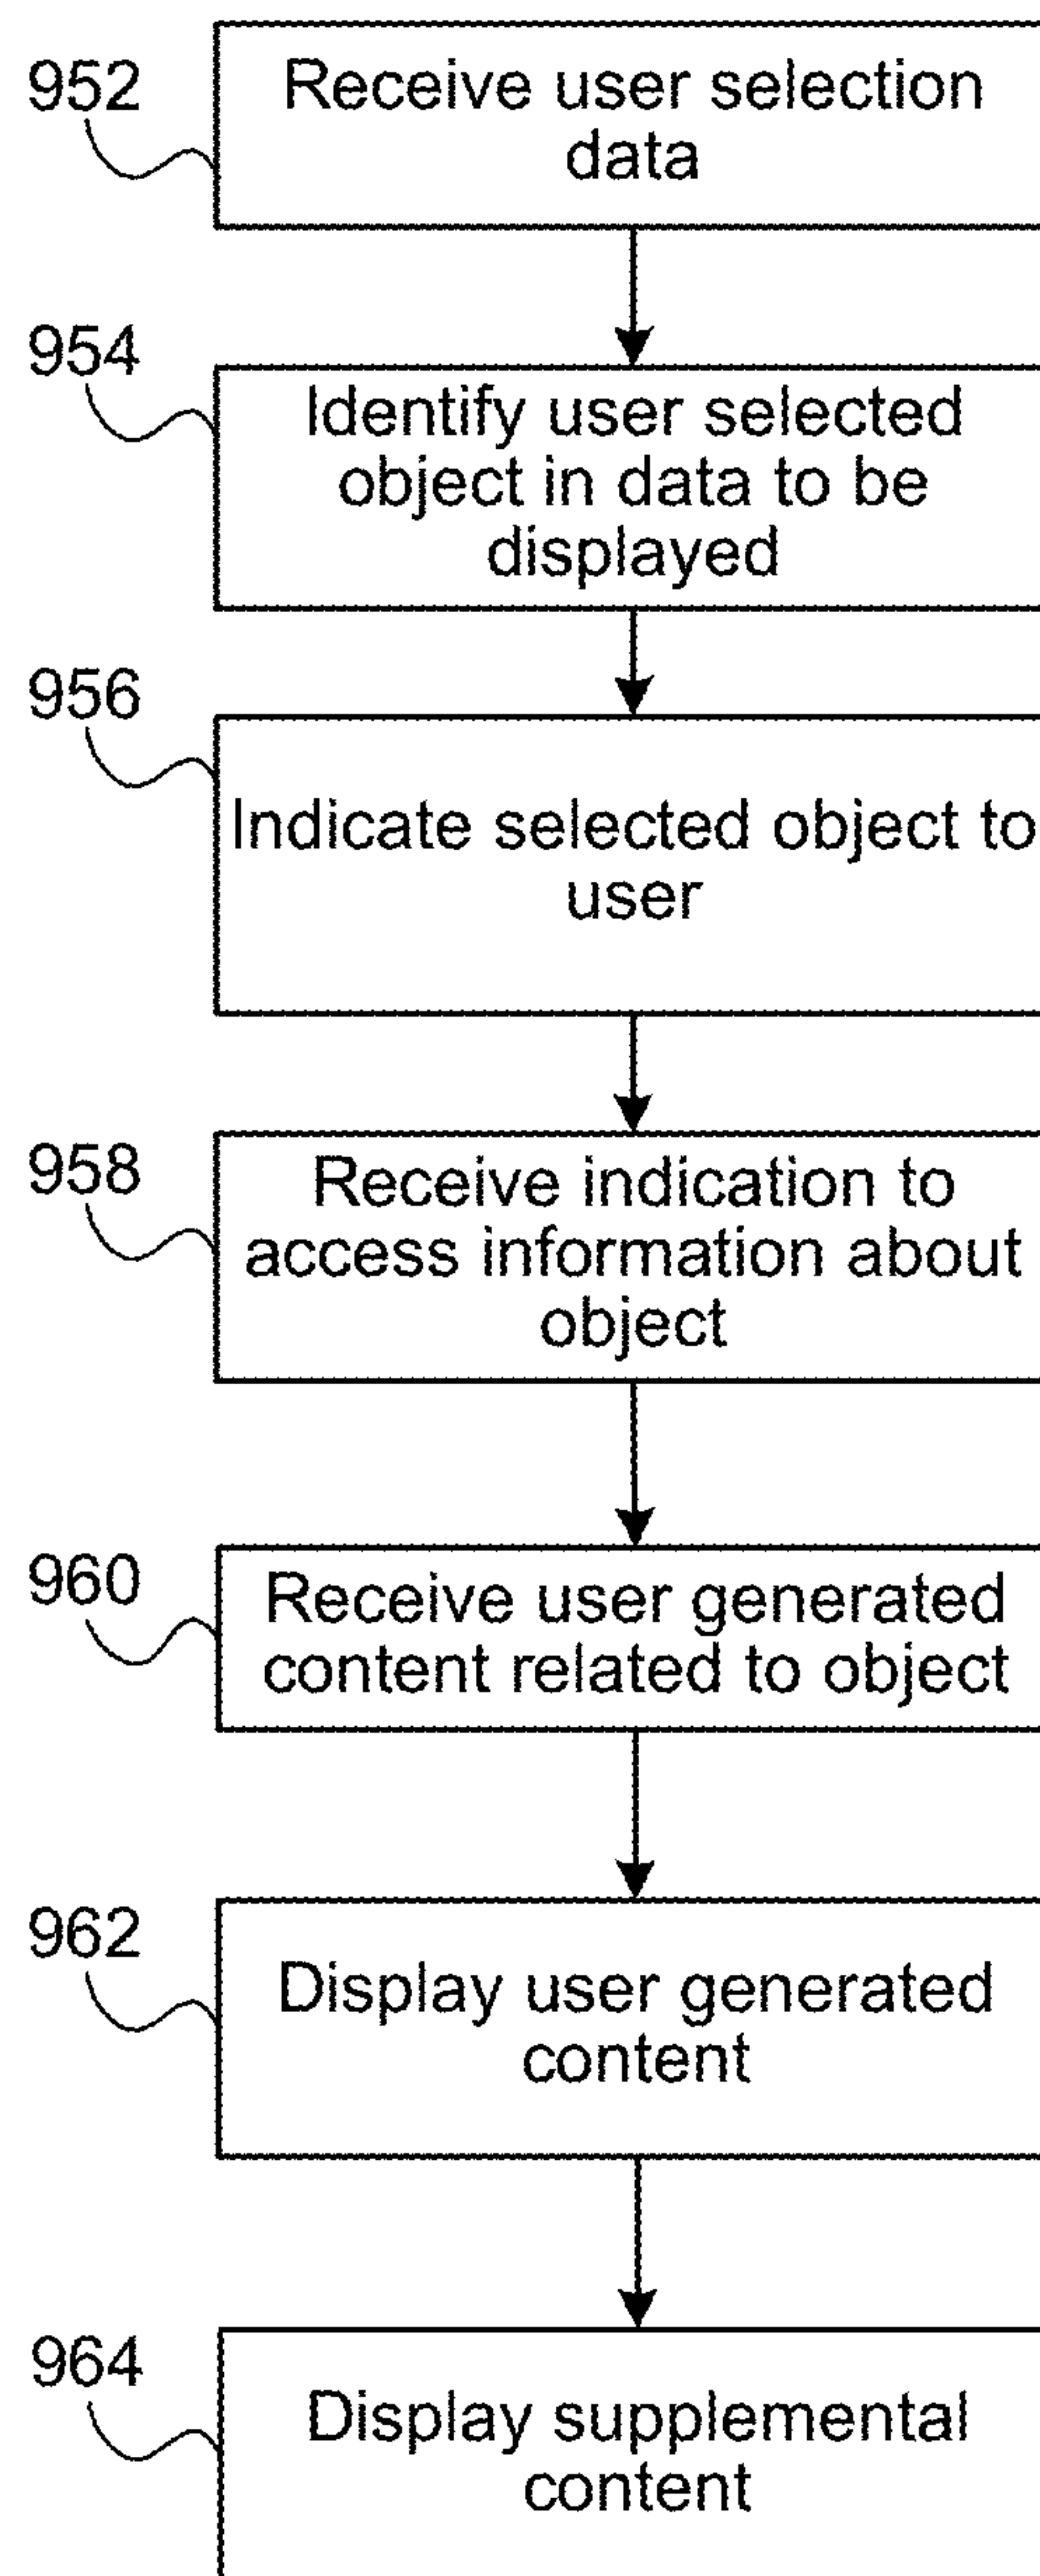 952
Receive user selection
data
954
Identify user selected
object in data to be
displayed
956
Indicate selected object to
user
958
Receive indication to
access information about
object
960
Receive user generated
content related to object
962
Display user generated
content
964
Display supplemental
content